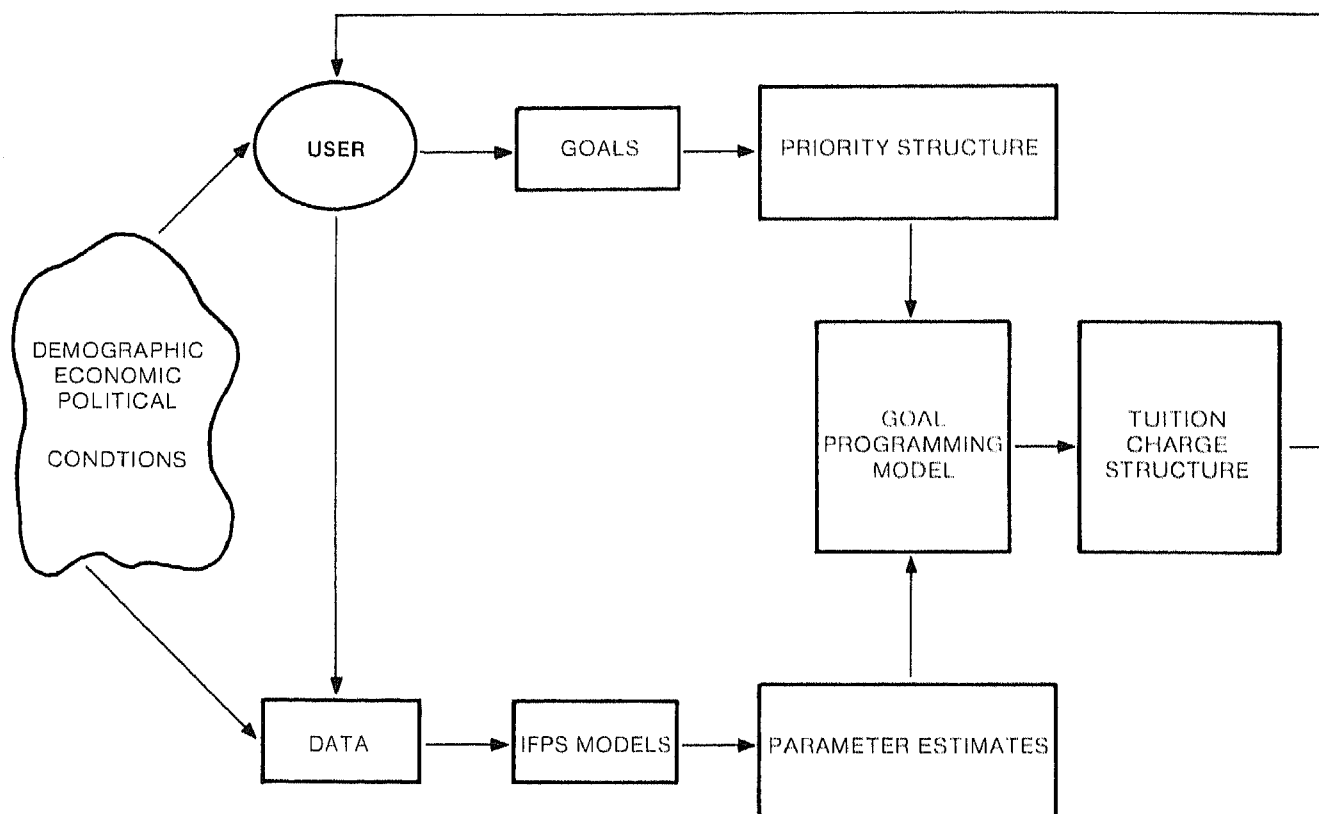 USER
GOALS
PRIORITY STRUCTURE
DEMOGRAPHIC
ECONOMIC
POLITICAL
CONDTIONS
GOAL
PROGRAMMING
MODEL
TUITION
CHARGE
STRUCTURE
DATA
IFPS MODELS
PARAMETER ESTIMATES